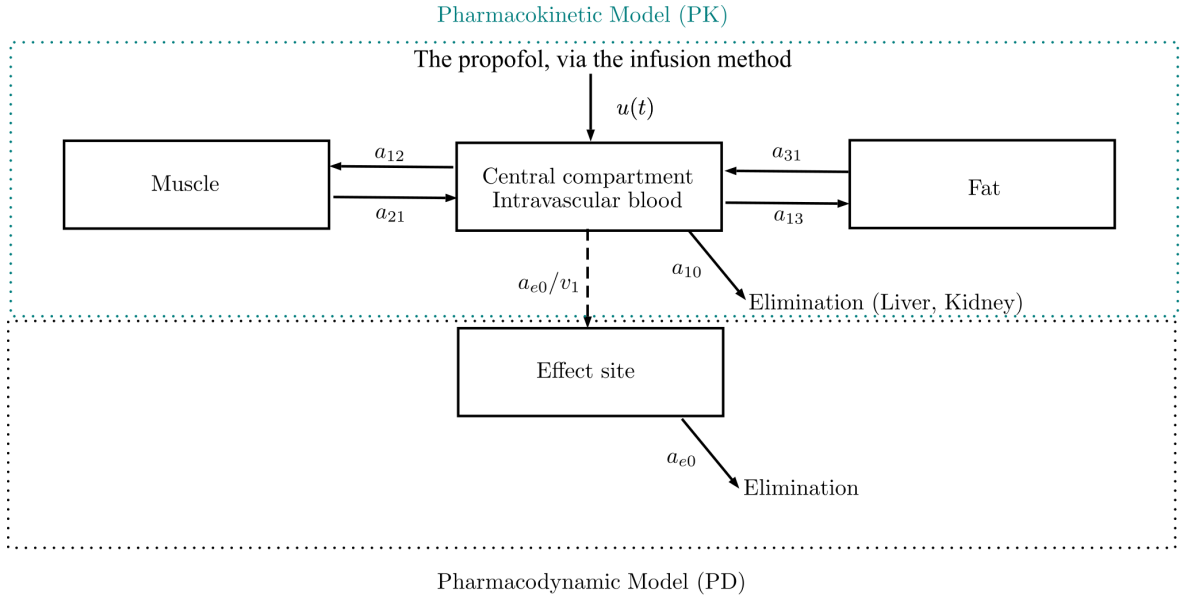 Pharmacokinetic Model (PK)
The propofol, via the infusion method
u(t)
Muscle
a12
a21
Central compartment
Intravascular blood
a31
a13
Fat
ae0/v1
a10
Elimination (Liver, Kidney)
Effect site
ae0
Elimination
Pharmacodynamic Model (PD)